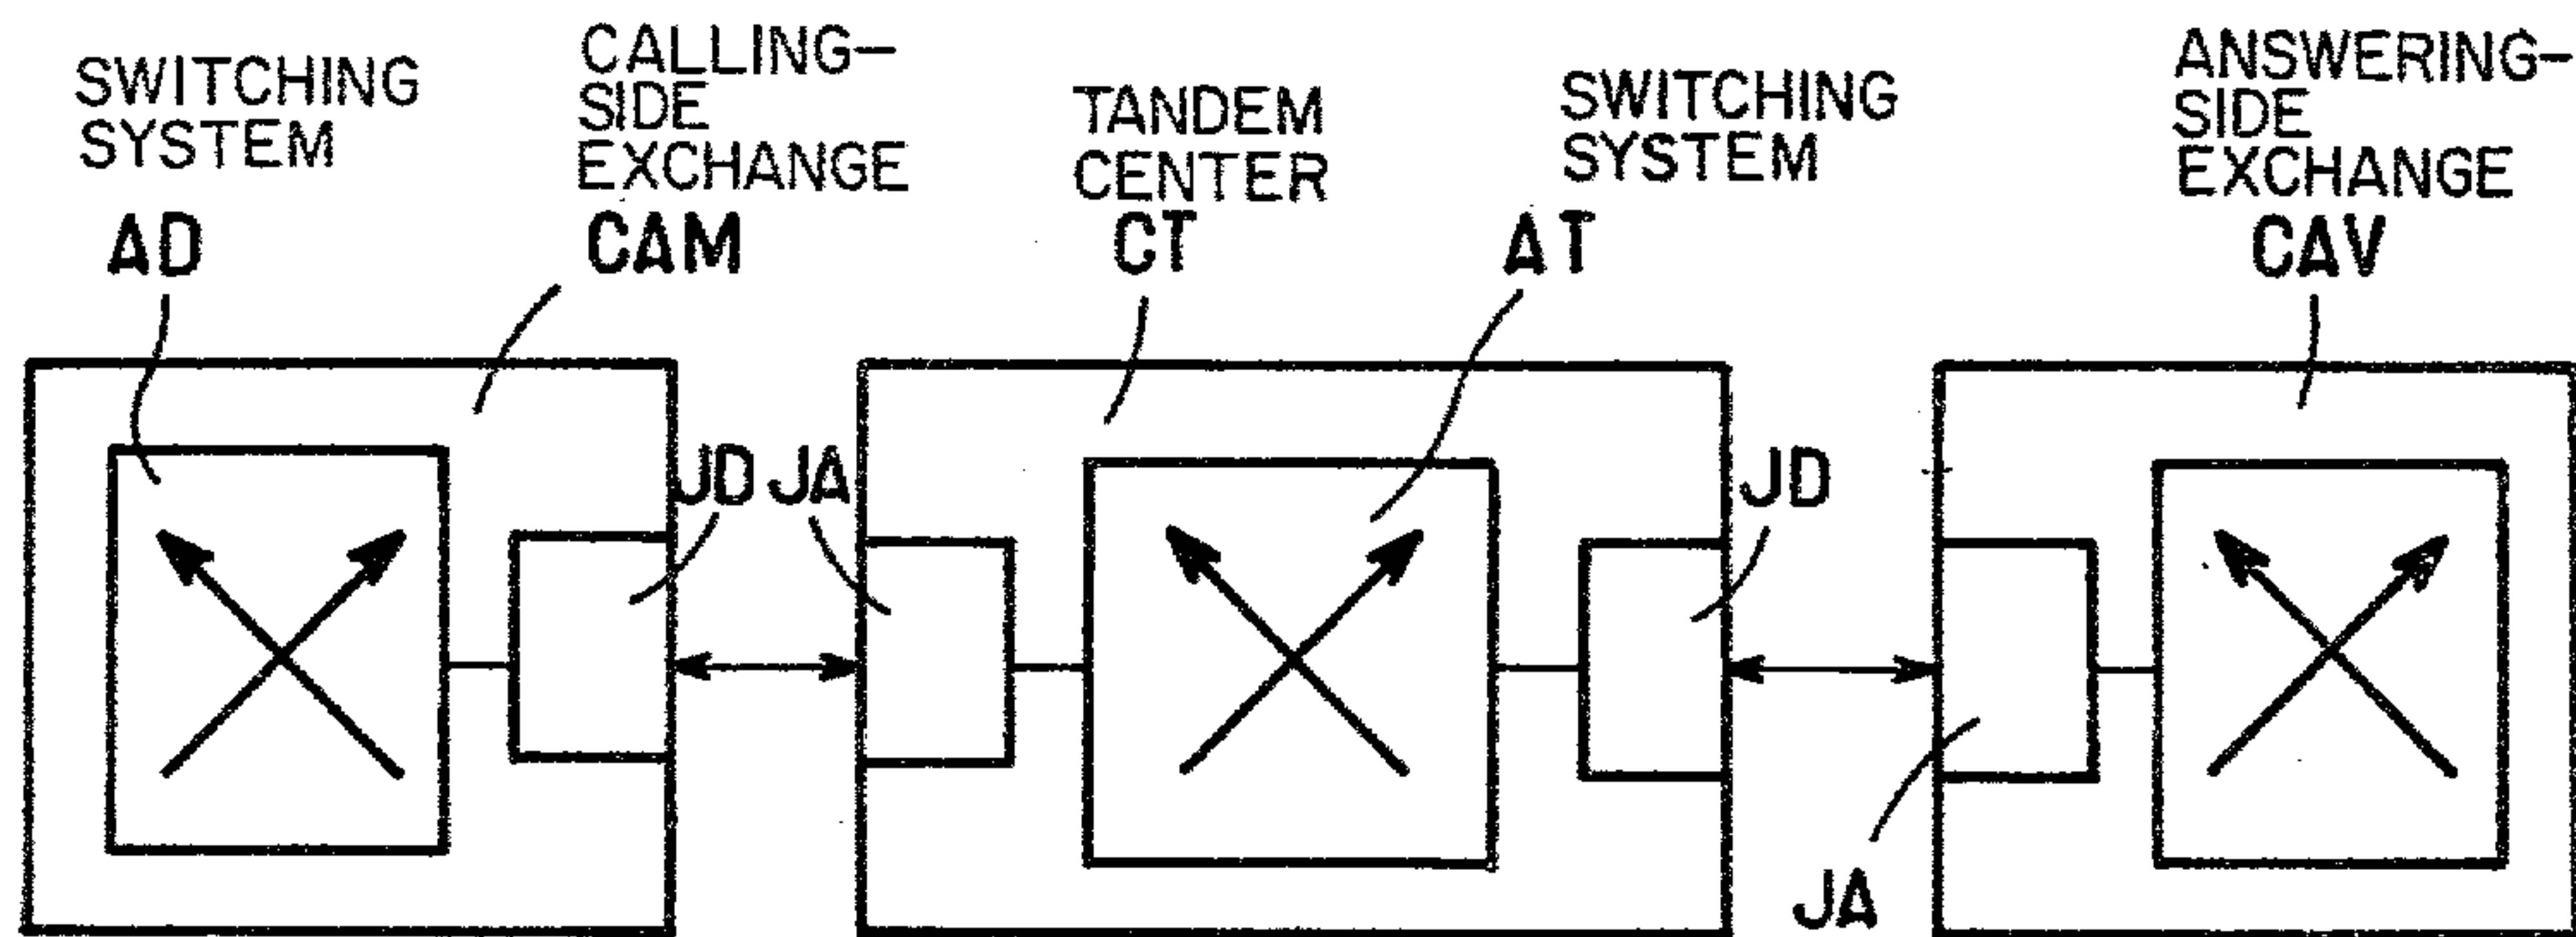 SWITCHING
SYSTEM
AD
CALLING-
SIDE
EXCHANGE
CAM
TANDEM
CENTER
CT
SWITCHING
SYSTEM
AT
ANSWERING-
SIDE
EXCHANGE
CAV
JD
JA
JD
JA